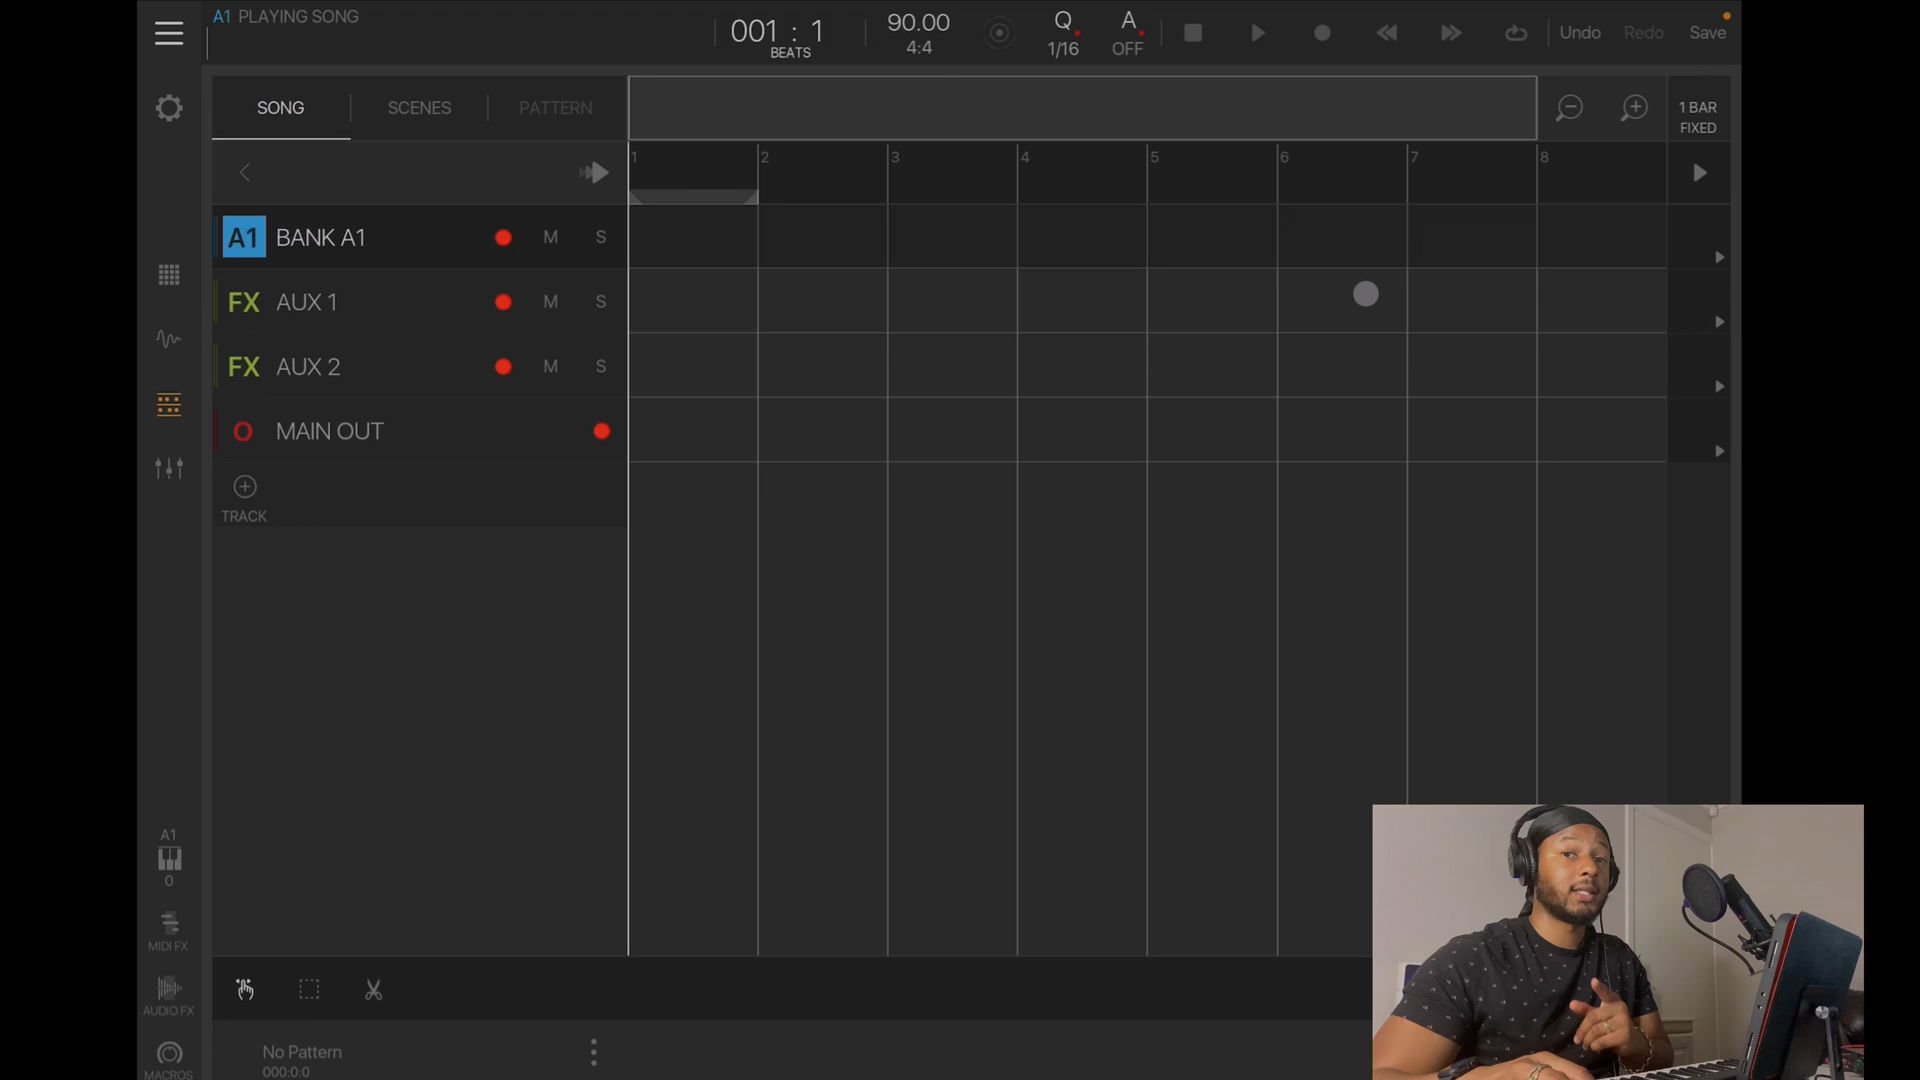 A1 PLAYING SONG
001 : 1
BEATS
90.00
4:4
Q
1/16
A
OFF
Undo
Redo
Save
SONG
SCENES
PATTERN
1 BAR
FIXED
1
2
3
4
5
6
7
8
A1 BANK A1
M
S
FX AUX 1
M
S
FX AUX 2
M
S
O MAIN OUT
TRACK
A1
0
MIDI FX
AUDIO FX
MACROS
No Pattern
000:0:0